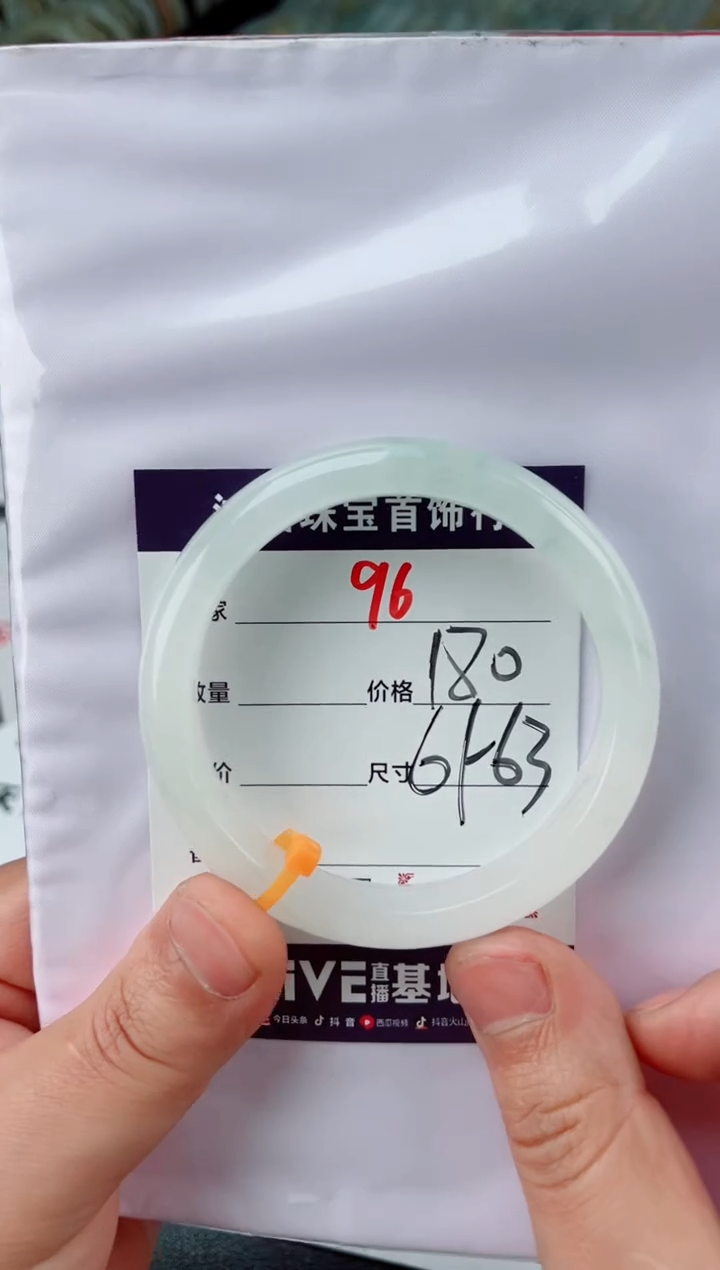 珠宝首饰行
家 96
数量 价格 180
价 尺寸 61-63
LiVE直播基地
今日头条 抖音 西瓜视频 抖音火山